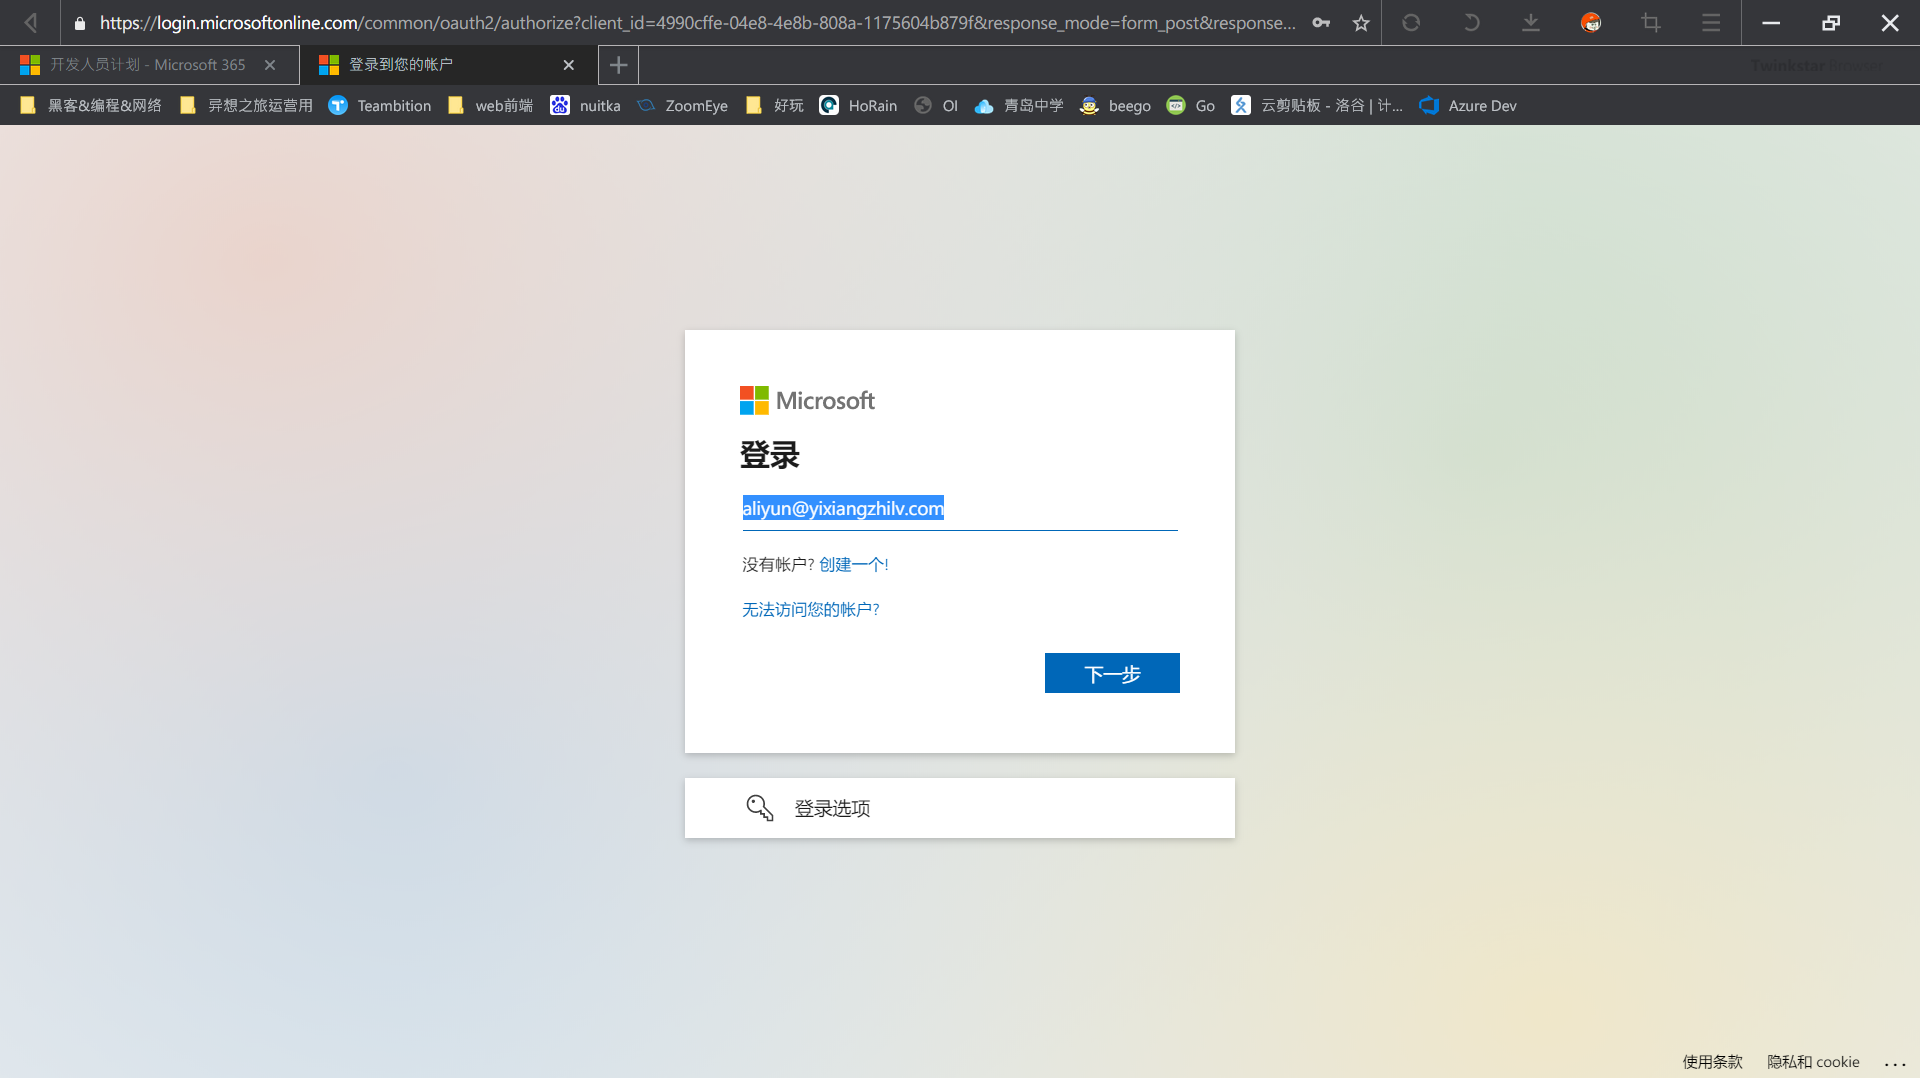 https://login.microsoftonline.com/common/oauth2/authorize?client_id=4990cffe-04e8-4e8b-808a-1175604b879f&response_mode=form_post&response...
开发人员计划 - Microsoft 365
登录到您的帐户
Twinkstar Browser
黑客&编程&网络
异想之旅运营用
Teambition
web前端
nuitka
ZoomEye
好玩
HoRain
OI
青岛中学
beego
Go
云剪贴板 - 洛谷 | 计...
Azure Dev
Microsoft
登录
aliyun@yixiangzhilv.com
没有帐户? 创建一个!
无法访问您的帐户?
下一步
登录选项
使用条款 隐私和 cookie ...